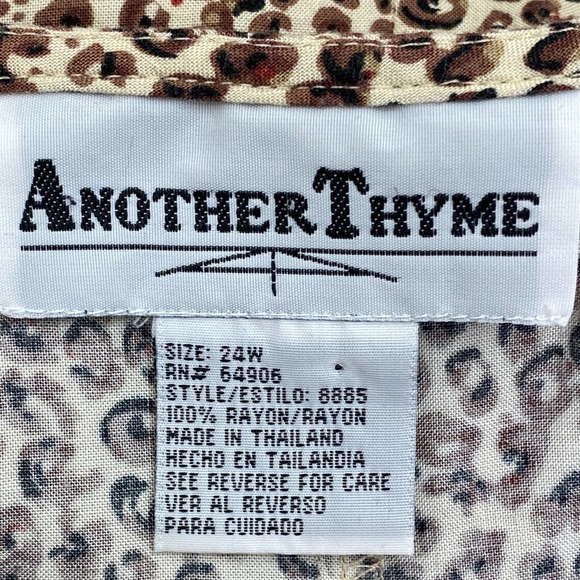 ANOTHER THYME
SIZE: 24W
RN# 64906
STYLE/ESTILO: 8885
100% RAYON/RAYON
MADE IN THAILAND
HECHO EN TAILANDIA
SEE REVERSE FOR CARE
VER AL REVERSO
PARA CUIDADO